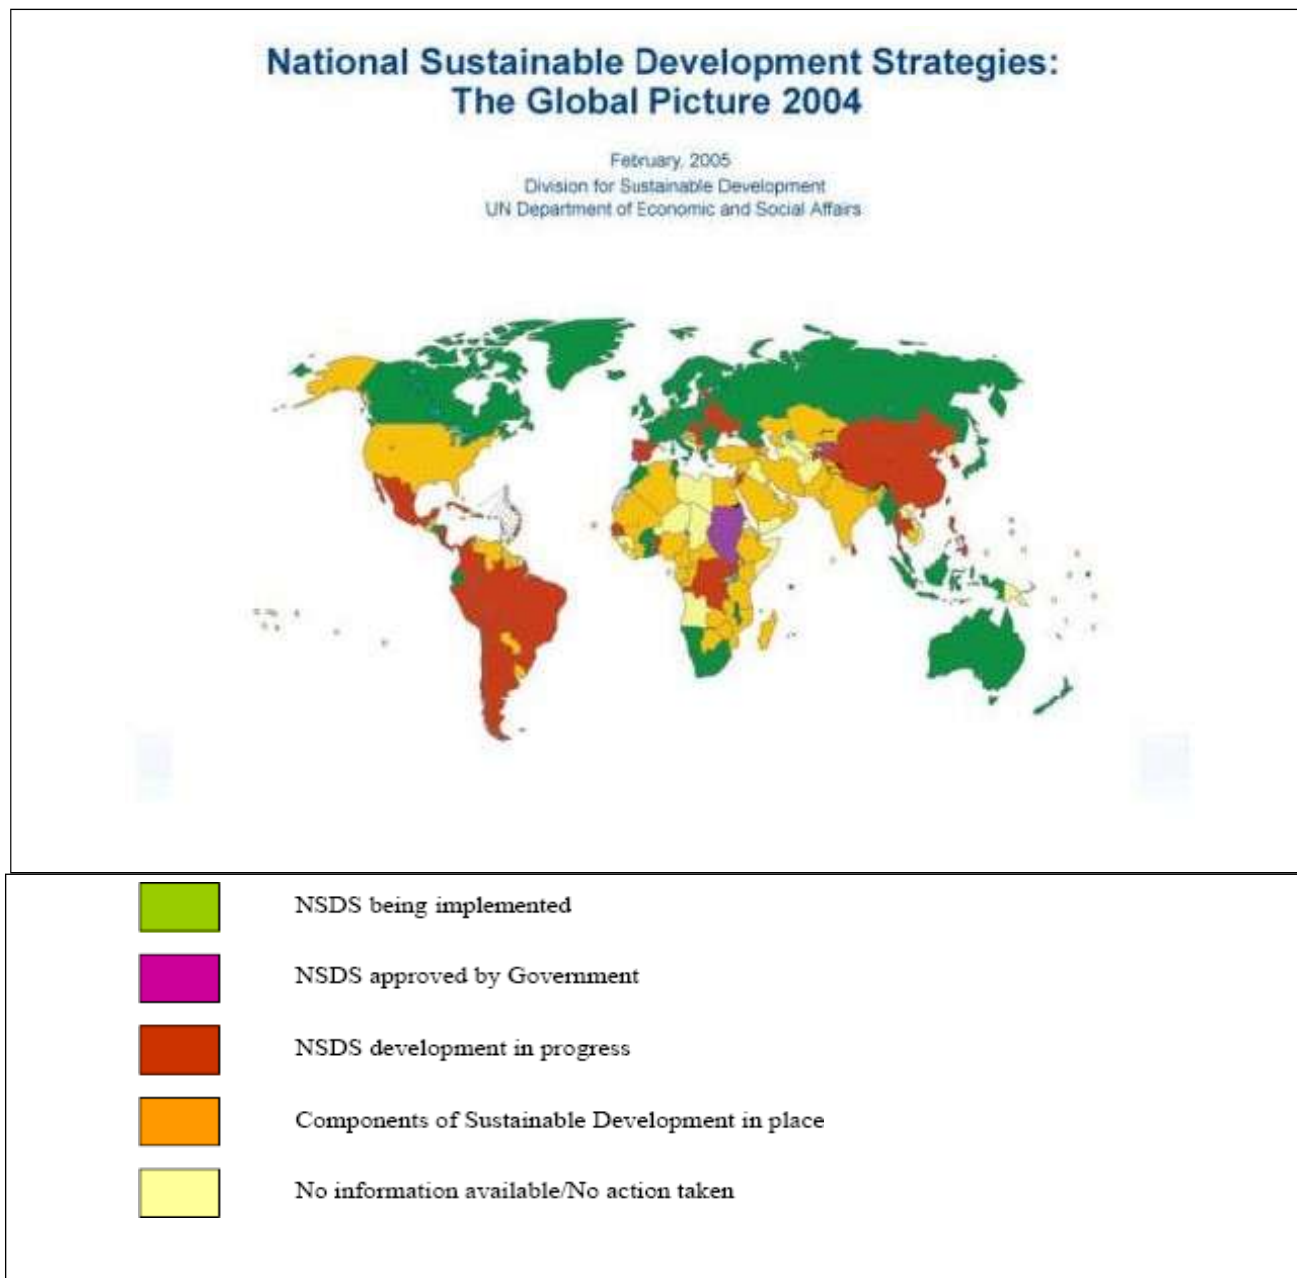 National Sustainable Development Strategies:
The Global Picture 2004
February, 2005
Division for Sustainable Development
UN Department of Economic and Social Affairs
NSDS being implemented
NSDS approved by Government
NSDS development in progress
Components of Sustainable Development in place
No information available/No action taken